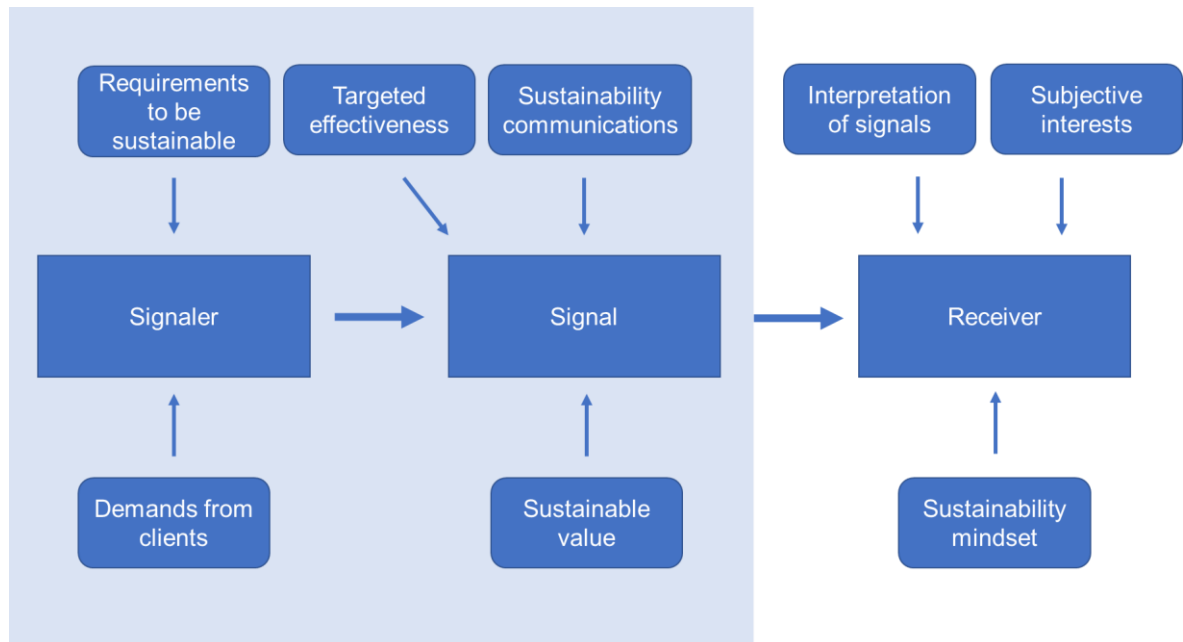 Requirements
to be
sustainable
Targeted
effectiveness
Sustainability
communications
Interpretation
of signals
Subjective
interests
Signaler
Signal
Receiver
Demands from
clients
Sustainable
value
Sustainability
mindset